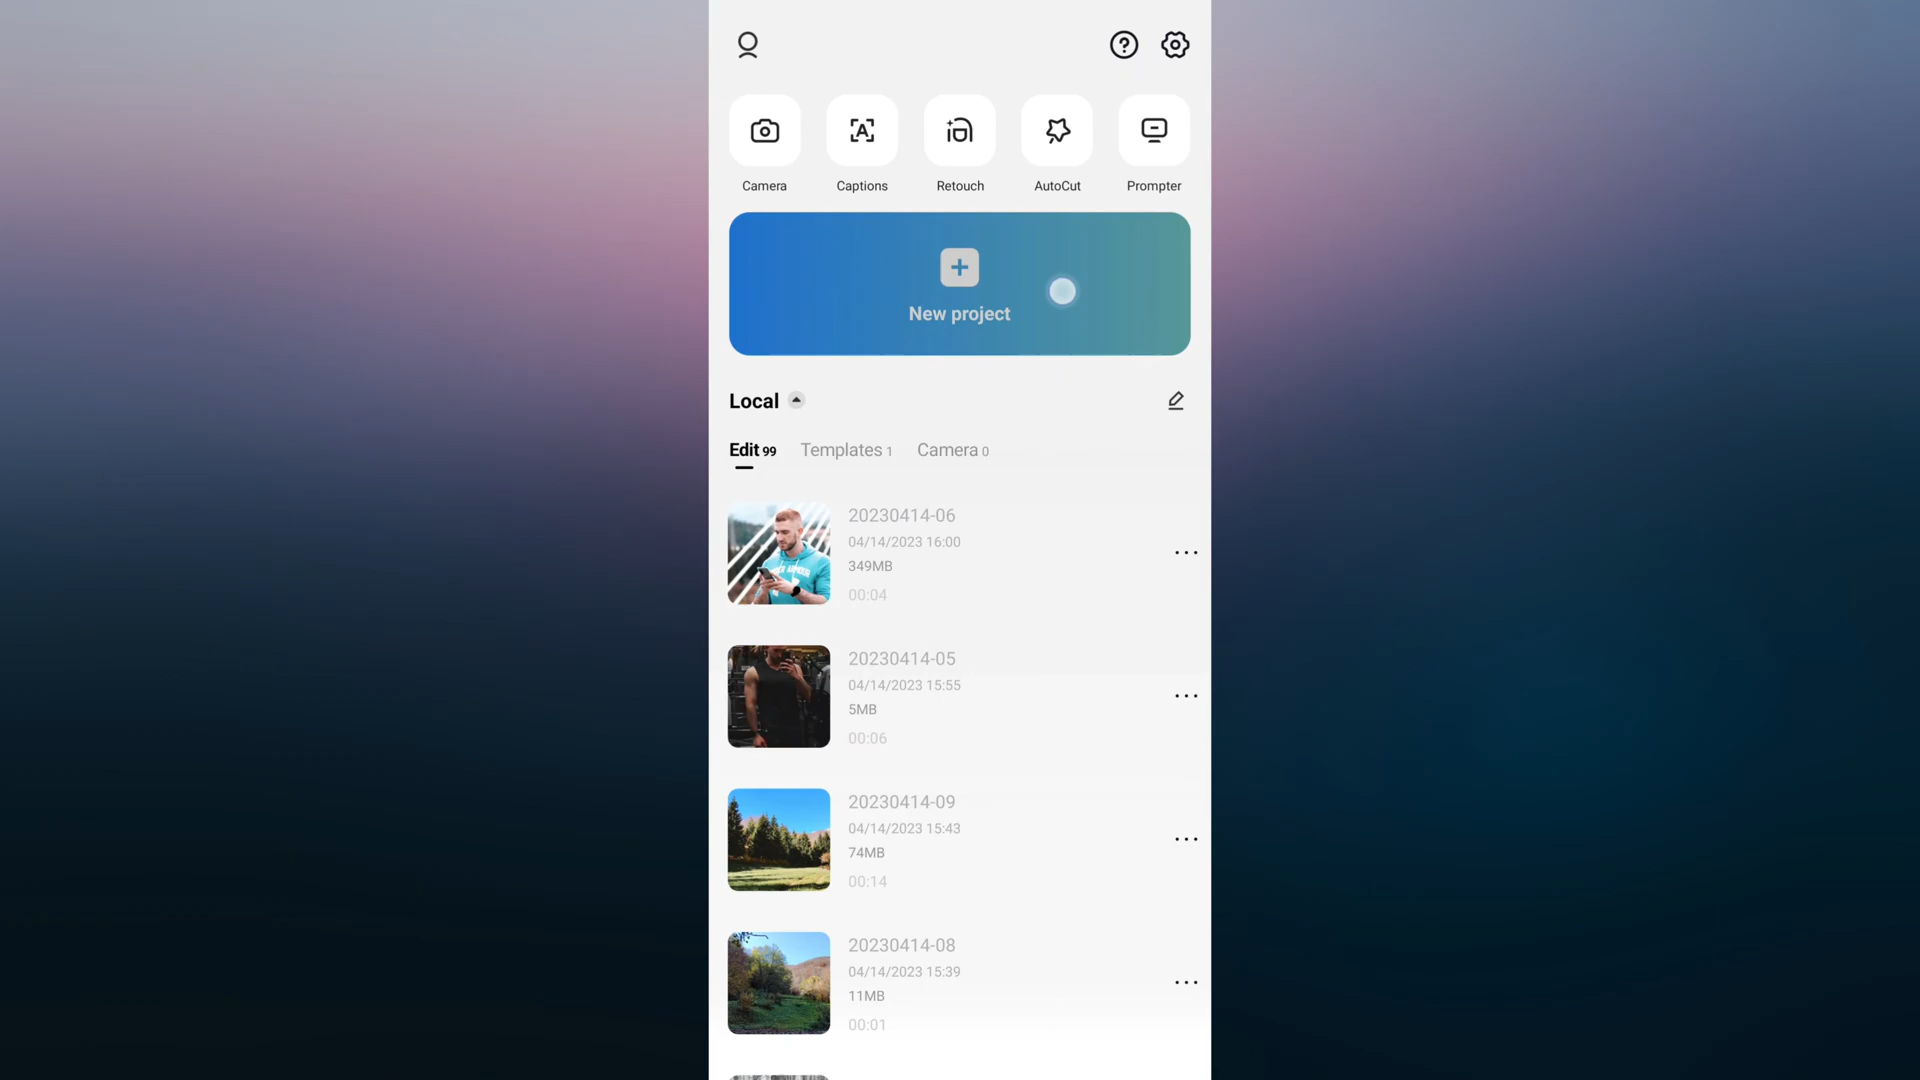 Camera
Captions
Retouch
AutoCut
Prompter
New project
Local
Edit 99
Templates 1
Camera 0
20230414-06
04/14/2023 16:00
349MB
00:04
20230414-05
04/14/2023 15:55
5MB
00:06
20230414-09
04/14/2023 15:43
74MB
00:14
20230414-08
04/14/2023 15:39
11MB
00:01